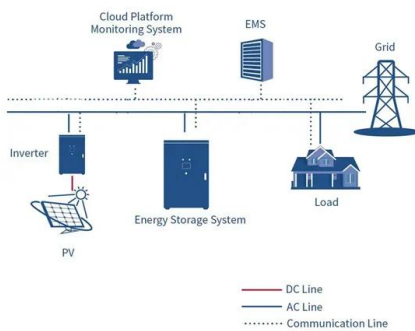 Cloud Platform
Monitoring System
EMS
Grid
Inverter
Energy Storage System
Load
PV
DC Line
AC Line
Communication Line